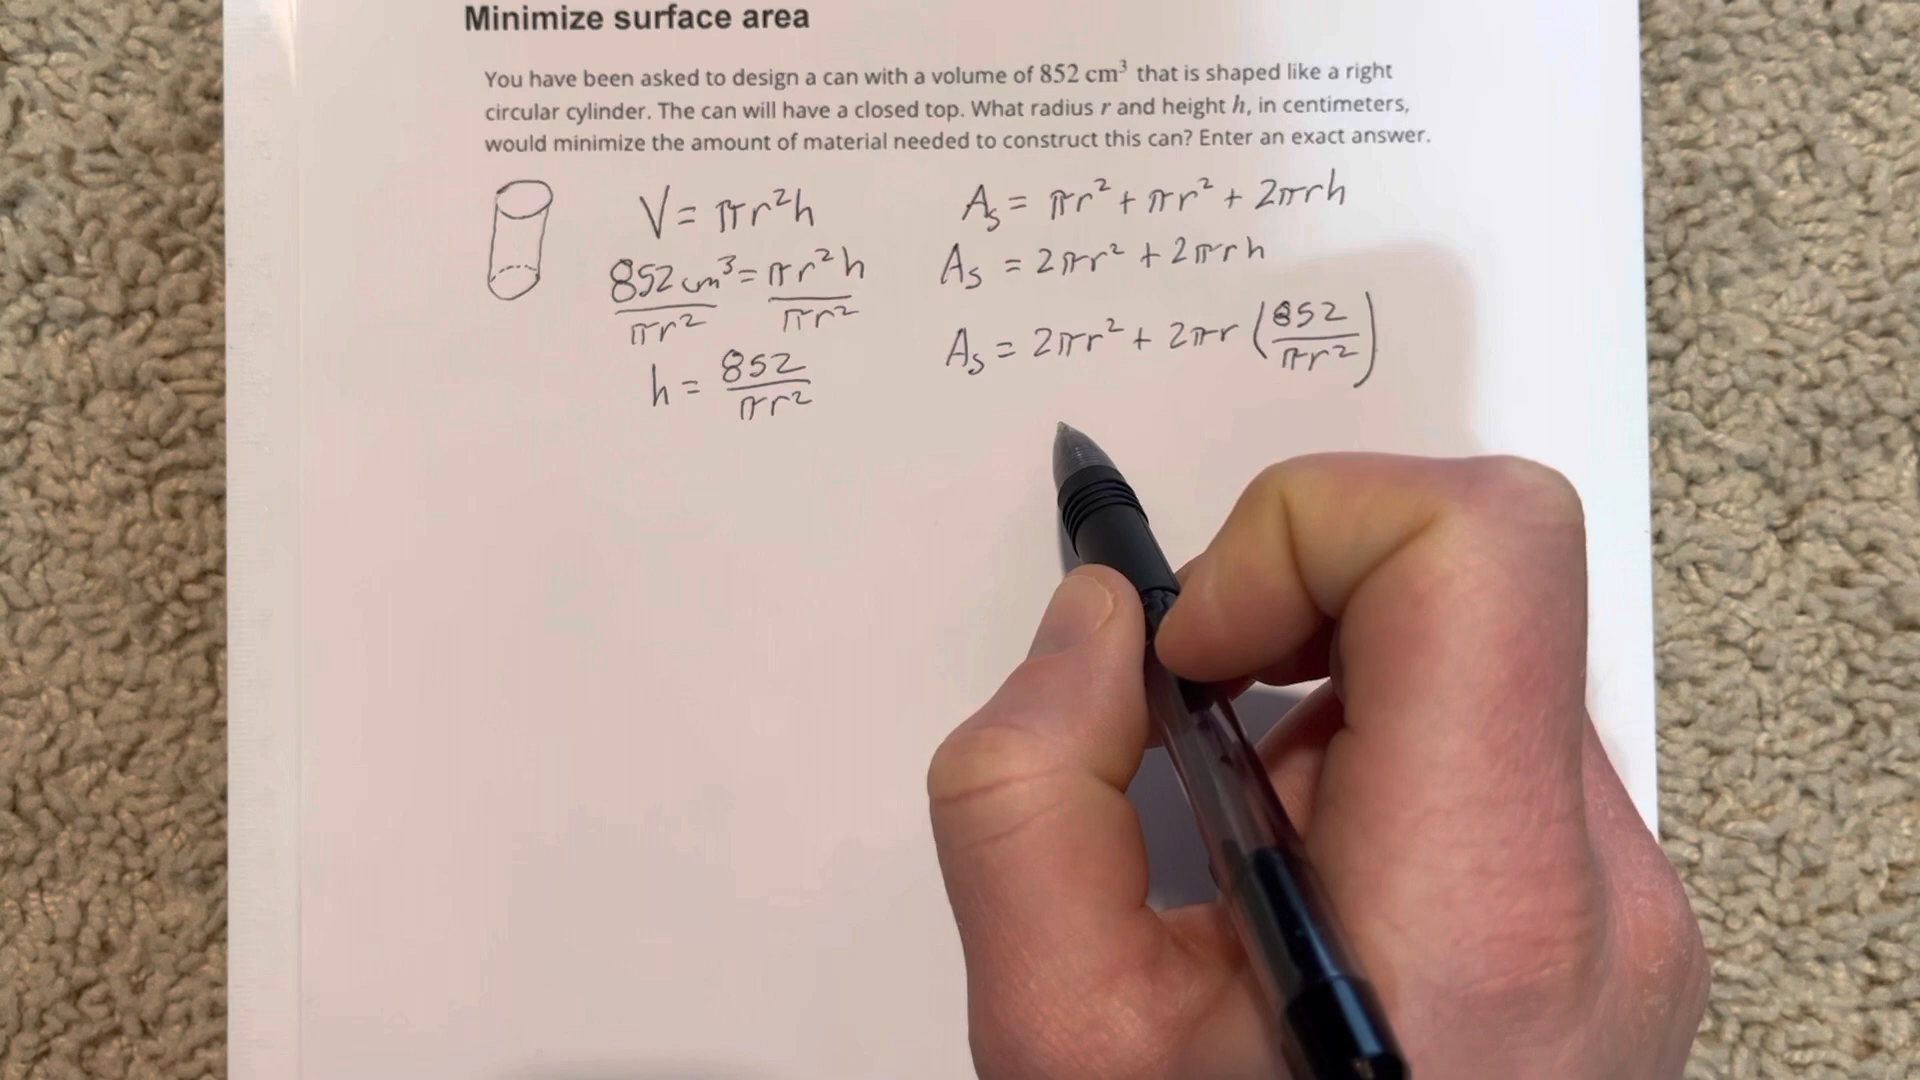 Minimize surface area
You have been asked to design a can with a volume of 852 cm³ that is shaped like a right
circular cylinder. The can will have a closed top. What radius r and height h, in centimeters,
would minimize the amount of material needed to construct this can? Enter an exact answer.
V = πr²h
852 cm³/πr² = πr²h/πr²
h = 852/πr²
Aₛ = πr² + πr² + 2πrh
Aₛ = 2πr² + 2πrh
Aₛ = 2πr² + 2πr (852/πr²)